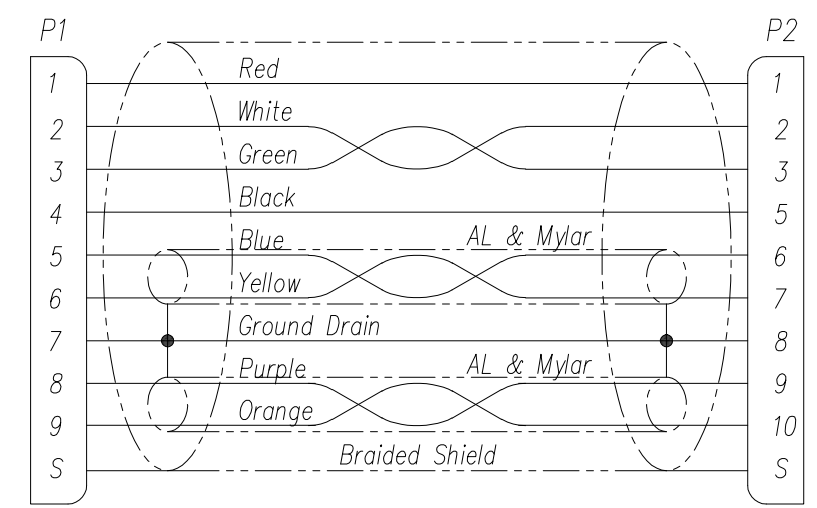 P1 P2
1 Red 1
2 White 2
3 Green 3
4 Black 5
5 Blue AL & Mylar 6
6 Yellow 7
7 Ground Drain 8
8 Purple AL & Mylar 9
9 Orange 10
S Braided Shield S